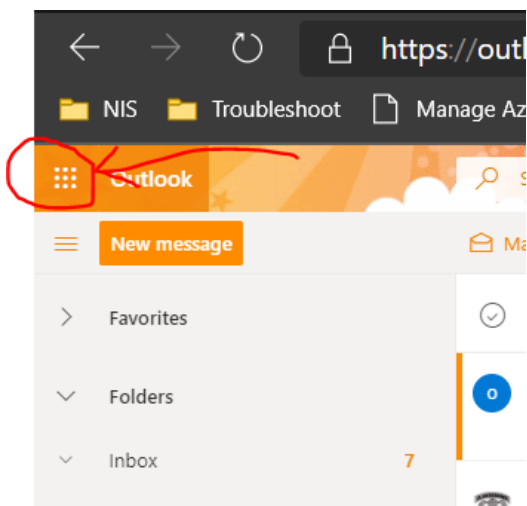 https://outl
NIS Troubleshoot Manage Az
Outlook S
New message Ma
Favorites
Folders
O
Inbox 7